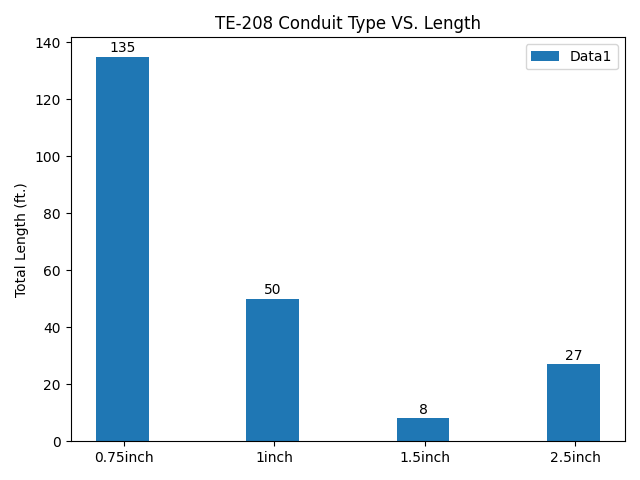 TE-208 Conduit Type VS. Length
Data1
Total Length (ft.)
140
120
100
80
60
40
20
0
135
50
8
27
0.75inch
1inch
1.5inch
2.5inch